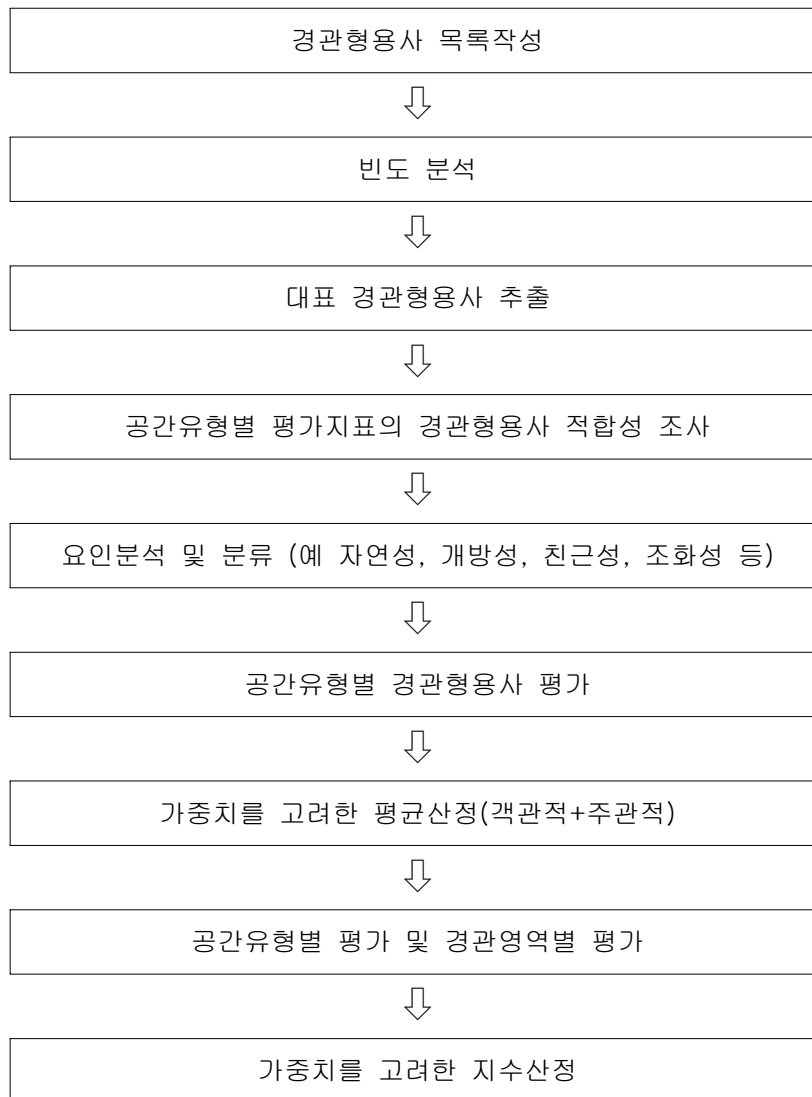 경관형용사 목록작성
빈도 분석
대표 경관형용사 추출
공간유형별 평가지표의 경관형용사 적합성 조사
요인분석 및 분류 (예 자연성, 개방성, 친근성, 조화성 등)
공간유형별 경관형용사 평가
가중치를 고려한 평균산정(객관적+주관적)
공간유형별 평가 및 경관영역별 평가
가중치를 고려한 지수산정